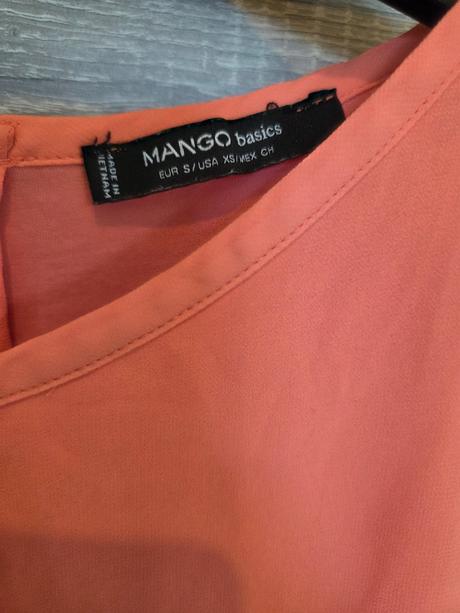 MANGO basics
EUR S/USA XS/MEX CH
MADE IN
VIETNAM